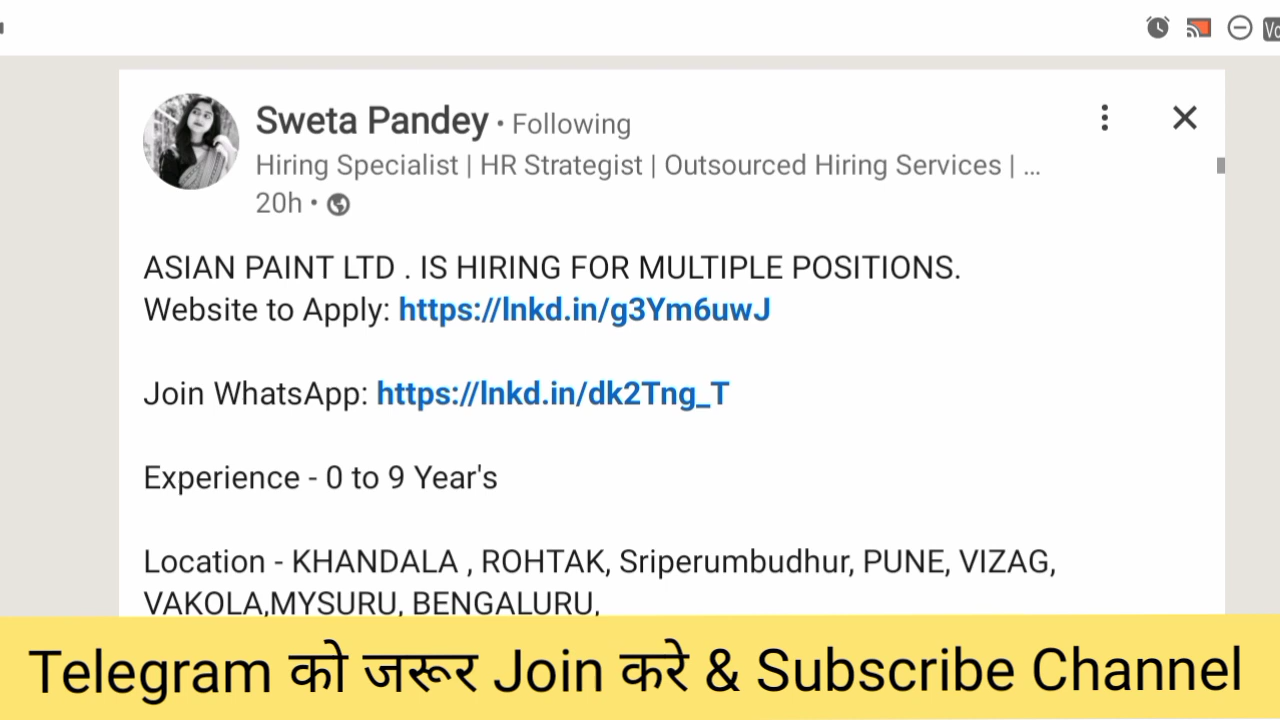 Sweta Pandey • Following
Hiring Specialist | HR Strategist | Outsourced Hiring Services | ...
20h •
ASIAN PAINT LTD . IS HIRING FOR MULTIPLE POSITIONS.
Website to Apply: https://lnkd.in/g3Ym6uwJ
Join WhatsApp: https://lnkd.in/dk2Tng_T
Experience - 0 to 9 Year's
Location - KHANDALA , ROHTAK, Sriperumbudhur, PUNE, VIZAG,
VAKOLA,MYSURU, BENGALURU,
Telegram को जरूर Join करे & Subscribe Channel